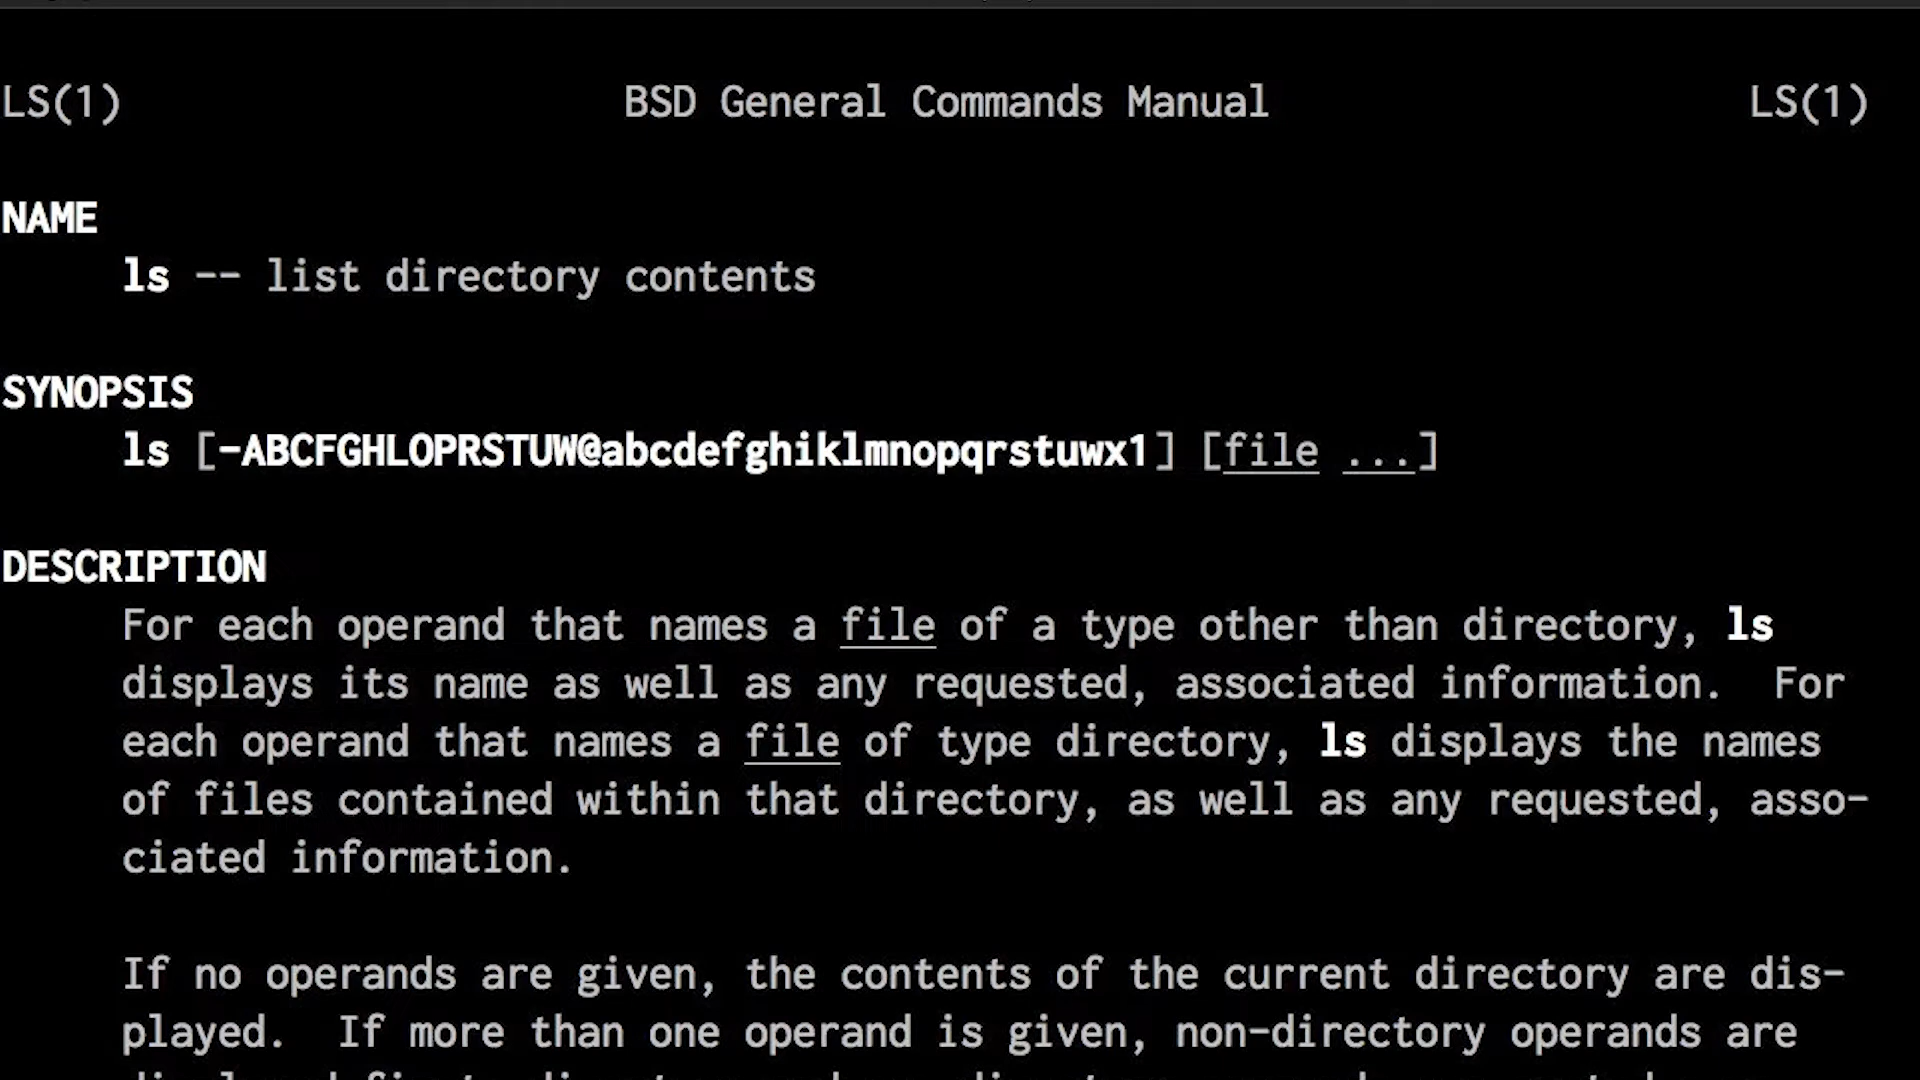 LS(1) BSD General Commands Manual LS(1)
NAME
ls -- list directory contents
SYNOPSIS
ls [-ABCFGHLOPRSTUW@abcdefghiklmnopqrstuwx1] [file ...]
DESCRIPTION
For each operand that names a file of a type other than directory, ls
displays its name as well as any requested, associated information. For
each operand that names a file of type directory, ls displays the names
of files contained within that directory, as well as any requested, asso-
ciated information.
If no operands are given, the contents of the current directory are dis-
played. If more than one operand is given, non-directory operands are